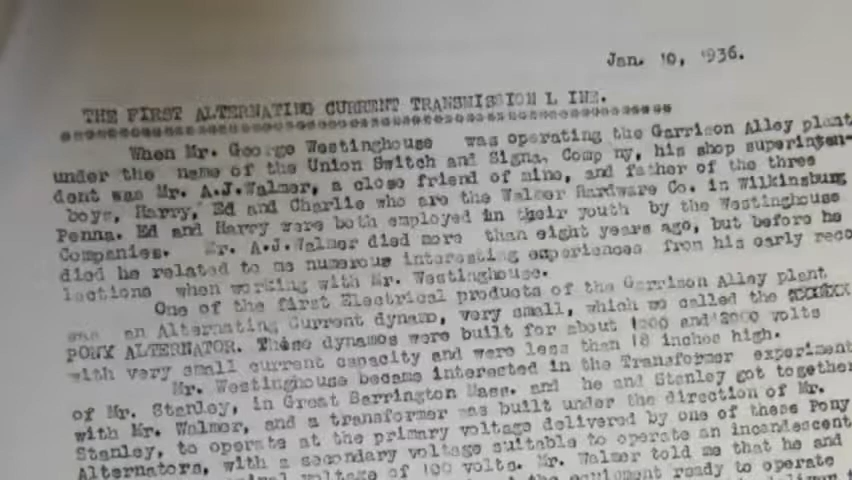 Jan. 10, 1936.
THE FIRST ALTERNATING CURRENT TRANSMISSION L INE.
When Mr. George Westinghouse was operating the Garrison Alley plant
under the name of the Union Switch and Signa, Comp ny, his shop superinten-
dent was Mr. A.J.Walmer, a close friend of mine, and father of the three
boys, Harry, Ed and Charlie who are the Walmer Hardware Co. in Wilkinsburg
Penna. Ed and Harry were both employed in their youth by the Westinghouse
Companies. Mr. A.J.Walmer died more than eight years ago, but before he
died he related to me numerous interesting experiences from his early reco
lections when working with Mr. Westinghouse.
One of the first Electrical products of the Garrison Alley plant
was an Alternating Current dynamo, very small, which we called the
PONY ALTERNATOR. These dynamos were built for about 1000 and 2000 volts
with very small current capacity and were less than 18 inches high.
Mr. Westinghouse became interested in the Transformer experiment
of Mr. Stanley, in Great Barrington Mass. and he and Stanley got together
with Mr. Walmer, and a transformer was built under the direction of Mr.
Stanley, to operate at the primary voltage delivered by one of these Pony
Alternators, with a secondary voltage suitable to operate an incandescent
voltage of 100 volts. Mr. Walmer told me that he and
the equipment ready to operate